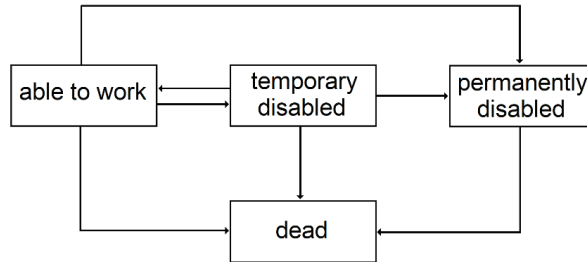 able to work
temporary
disabled
permanently
disabled
dead